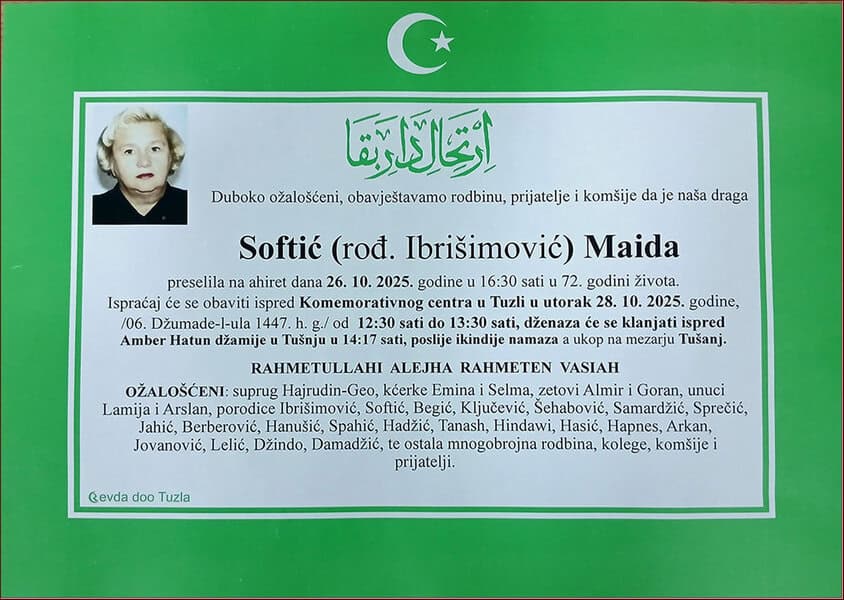 إرتحال دار بقا
Duboko ožalošćeni, obavještavamo rodbinu, prijatelje i komšije da je naša draga
Softić (rođ. Ibrišimović) Maida
preselila na ahiret dana 26. 10. 2025. godine u 16:30 sati u 72. godini života.
Ispraćaj će se obaviti ispred Komemorativnog centra u Tuzli u utorak 28. 10. 2025. godine,
/06. Džumade-l-ula 1447. h. g./ od 12:30 sati do 13:30 sati, dženaza će se klanjati ispred
Amber Hatun džamije u Tušnju u 14:17 sati, poslije ikindije namaza a ukop na mezarju Tušanj.
RAHMETULLAHI ALEJHA RAHMETEN VASIAH
OŽALOŠĆENI: suprug Hajrudin-Geo, kćerke Emina i Selma, zetovi Almir i Goran, unuci
Lamija i Arslan, porodice Ibrišimović, Softić, Begić, Ključević, Šehabović, Samardžić, Sprečić,
Jahić, Berberović, Hanušić, Spahić, Hadžić, Tanash, Hindawi, Hasić, Hapnes, Arkan,
Jovanović, Lelić, Džindo, Damadžić, te ostala mnogobrojna rodbina, kolege, komšije i
prijatelji.
evda doo Tuzla